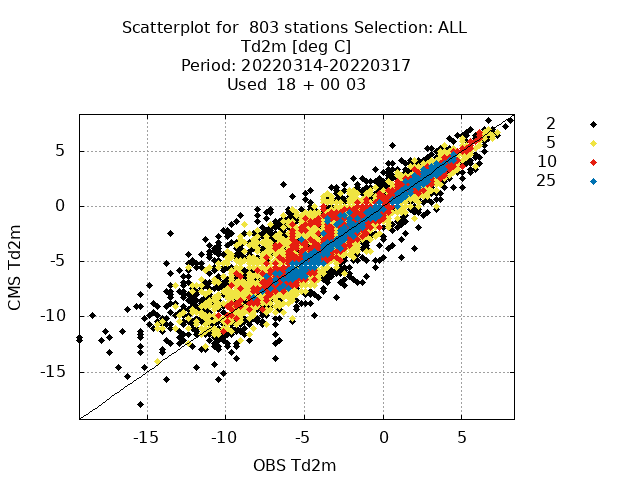 Scatterplot for  803 stations Selection: ALL
Td2m [deg C]
Period: 20220314-20220317
Used  18 + 00 03
2
5
10
25
5
0
-5
-10
-15
CMS Td2m
-15 -10 -5 0 5
OBS Td2m